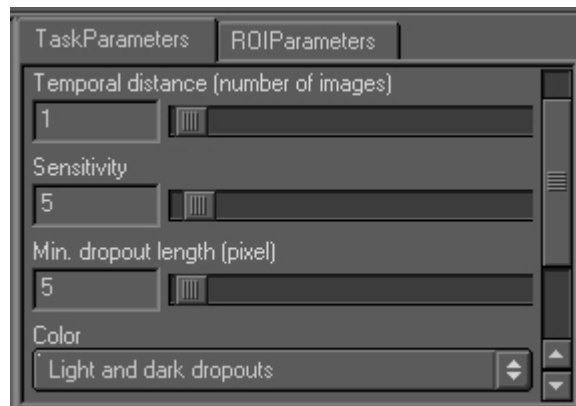 TaskParameters ROIParameters
Temporal distance (number of images)
1
Sensitivity
5
Min. dropout length (pixel)
5
Color
Light and dark dropouts